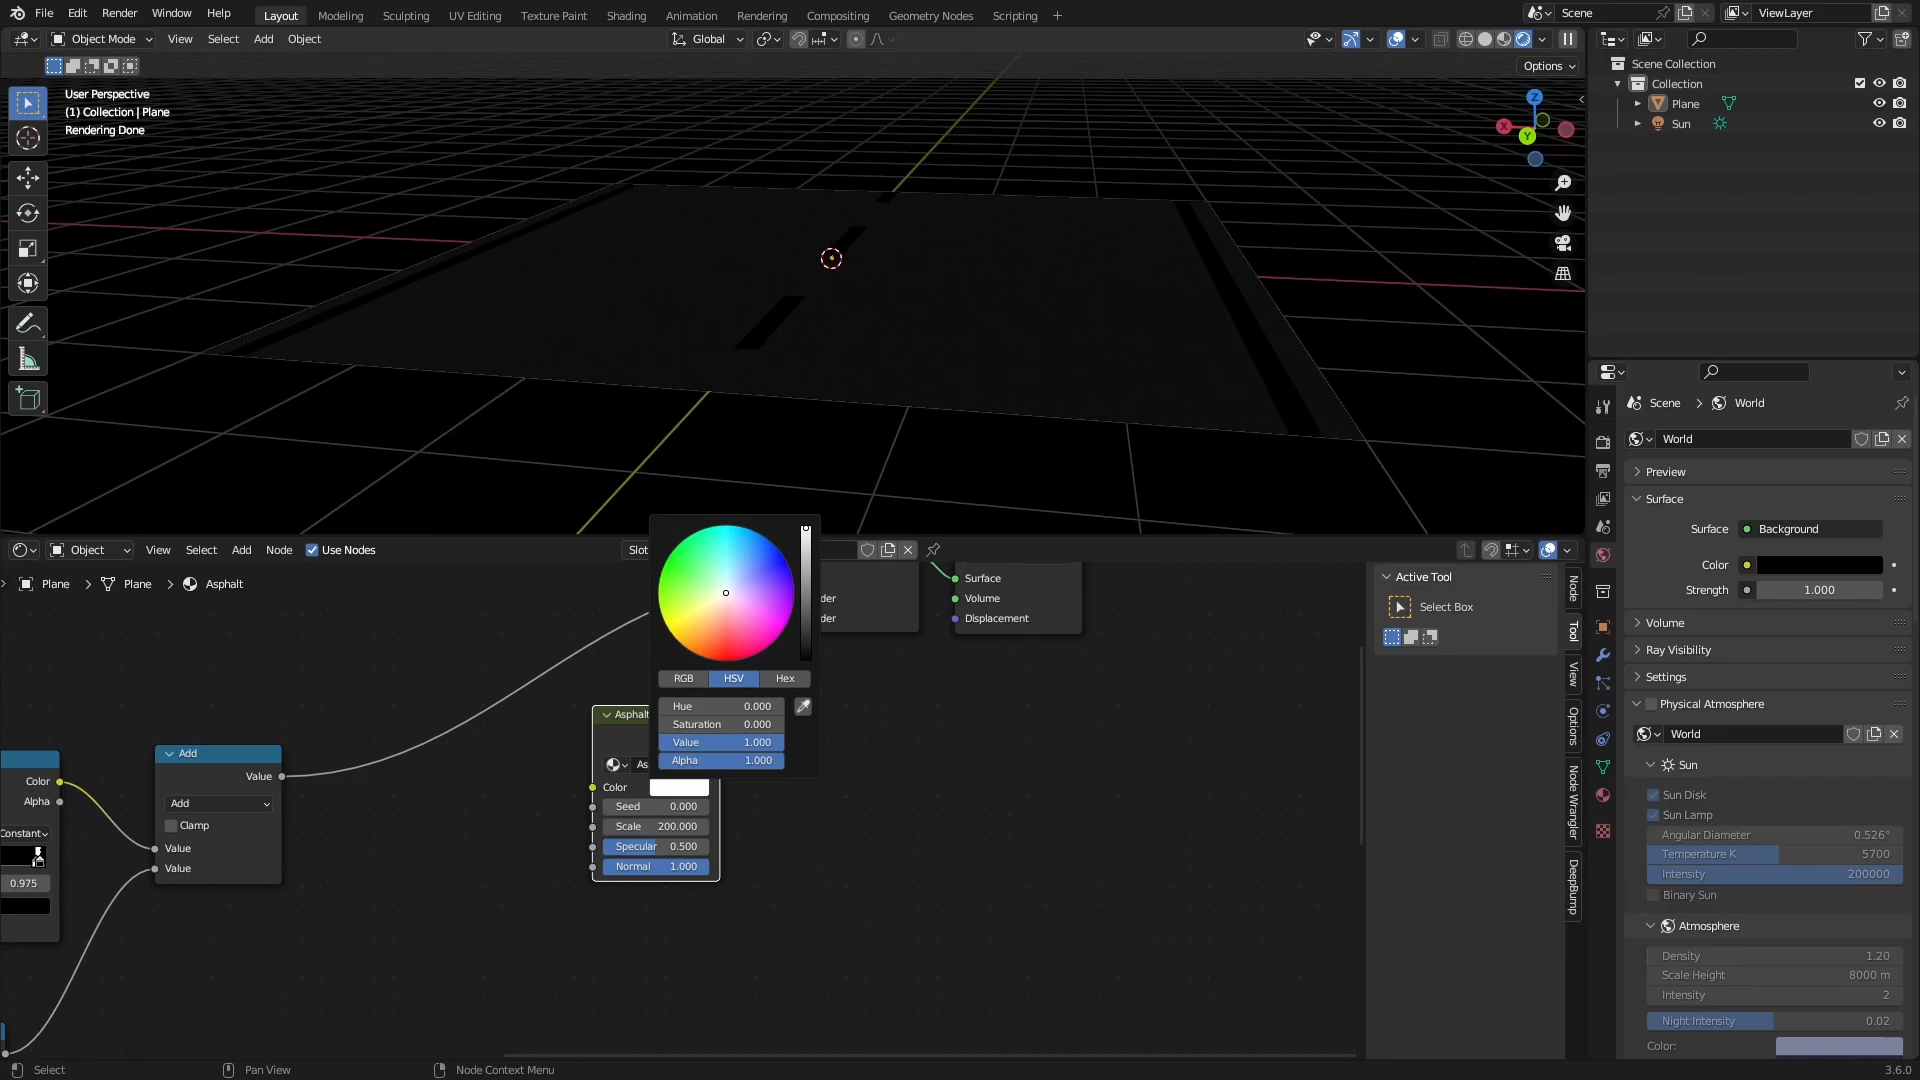 File Edit Render Window Help
Layout Modeling Sculpting UV Editing Texture Paint Shading Animation Rendering Compositing Geometry Nodes Scripting +
Scene
ViewLayer
Object Mode View Select Add Object
Global
Options
User Perspective
(1) Collection | Plane
Rendering Done
Z
X
Y
Scene Collection
Collection
Plane
Sun
Scene > World
World
Preview
Surface
Surface Background
Color
Strength 1.000
Volume
Ray Visibility
Settings
Physical Atmosphere
World
Sun
Sun Disk
Sun Lamp
Angular Diameter 0.526°
Temperature K 5700
Intensity 200000
Binary Sun
Atmosphere
Density 1.20
Scale Height 8000 m
Intensity 2
Night Intensity 0.02
Color:
Object View Select Add Node Use Nodes
Slot
Plane > Plane > Asphalt
Surface
Volume
Displacement
der
der
RGB HSV Hex
Hue 0.000
Saturation 0.000
Value 1.000
Alpha 1.000
Asphalt
As
Color
Seed 0.000
Scale 200.000
Specular 0.500
Normal 1.000
Color
Alpha
Constant
0.975
Add
Value
Add
Clamp
Value
Value
Active Tool
Select Box
Node
Tool
View
Options
Node Wrangler
DeepBump
Select Pan View Node Context Menu
3.6.0